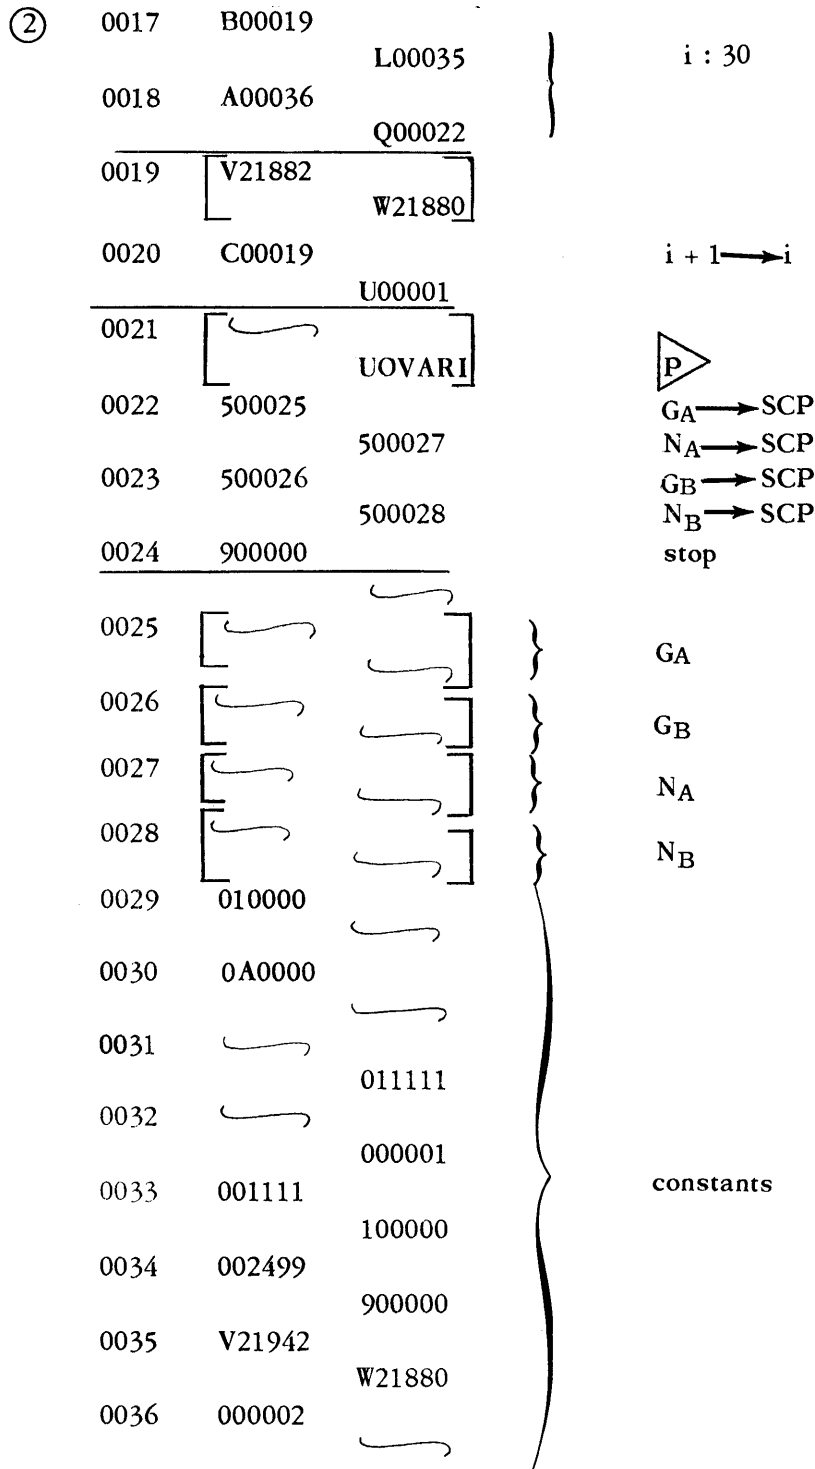 2 0017 B00019
L00035 i : 30
0018 A00036
Q00022
0019 V21882
W21880
0020 C00019 i + 1 → i
U00001
0021
UOVARI P
0022 500025 GA → SCP
500027 NA → SCP
0023 500026 GB → SCP
500028 NB → SCP
0024 900000 stop
0025
GA
0026
GB
0027
NA
0028
NB
0029 010000
0030 0A0000
0031
011111
0032
000001
0033 001111 constants
100000
0034 002499
900000
0035 V21942
W21880
0036 000002